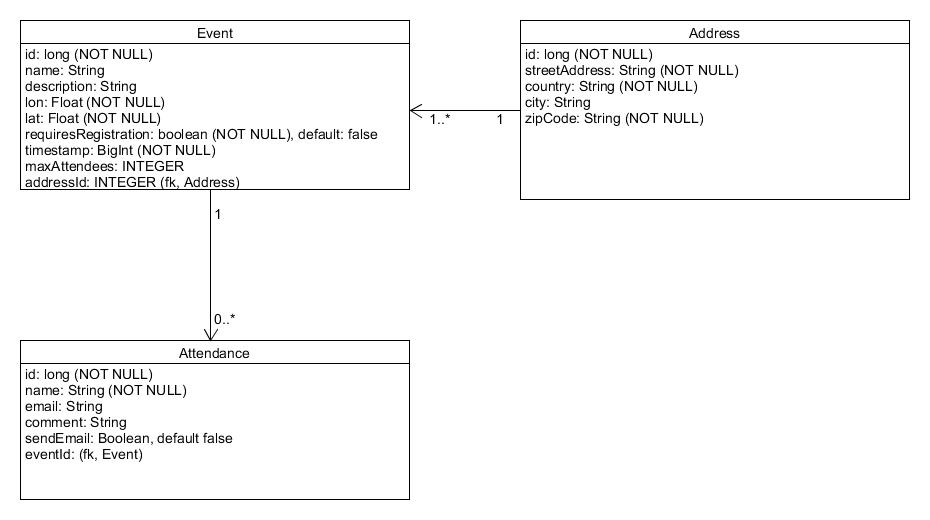 Event
id: long (NOT NULL)
name: String
description: String
lon: Float (NOT NULL)
lat: Float (NOT NULL)
requiresRegistration: boolean (NOT NULL), default: false
timestamp: BigInt (NOT NULL)
maxAttendees: INTEGER
addressId: INTEGER (fk, Address)
1..*
1
Address
id: long (NOT NULL)
streetAddress: String (NOT NULL)
country: String (NOT NULL)
city: String
zipCode: String (NOT NULL)
1
0..*
Attendance
id: long (NOT NULL)
name: String (NOT NULL)
email: String
comment: String
sendEmail: Boolean, default false
eventId: (fk, Event)